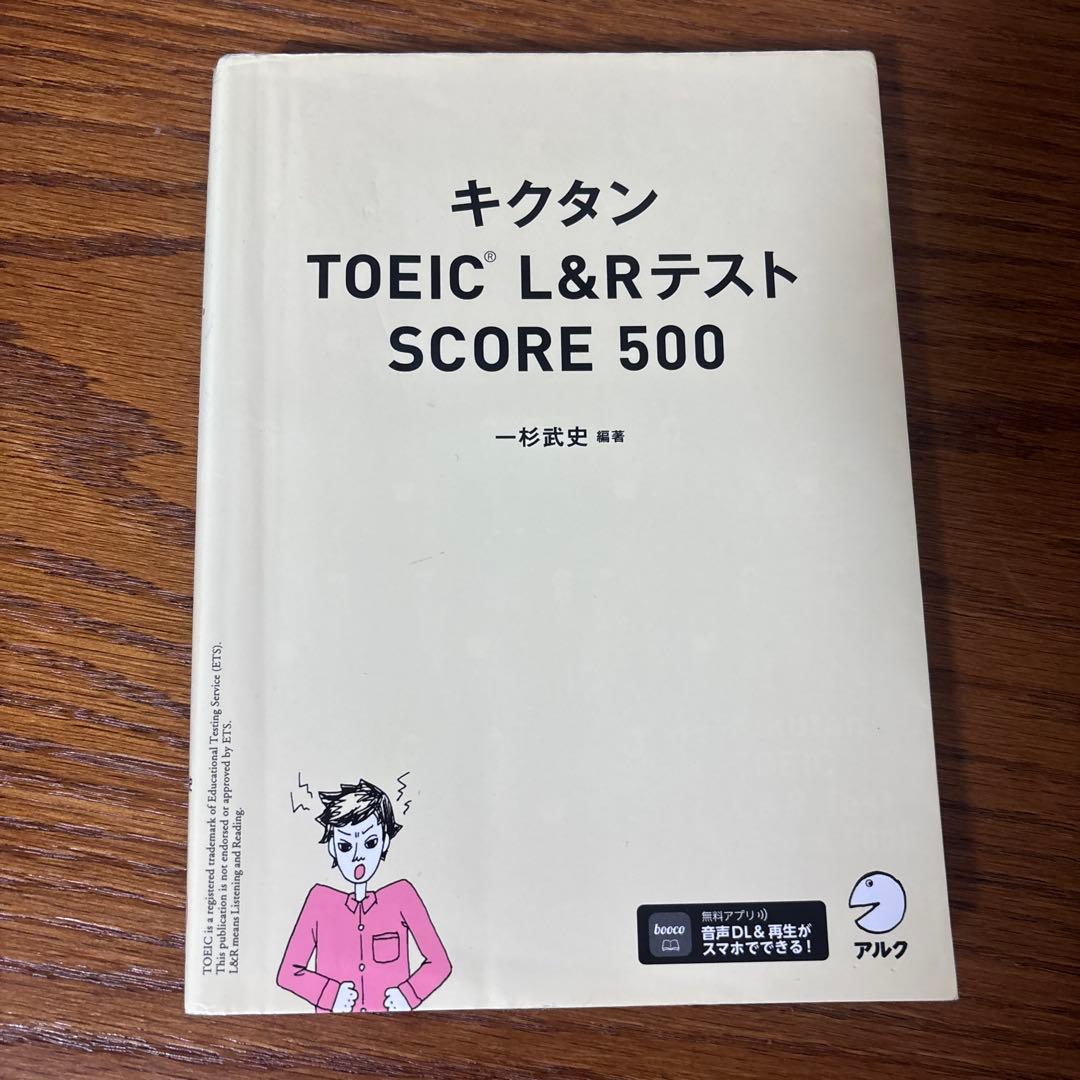 キクタン
TOEIC® L&Rテスト
SCORE 500
一杉武史 編著
TOEIC is a registered trademark of Educational Testing Service (ETS).
This publication is not endorsed or approved by ETS.
L&R means Listening and Reading.
booco
無料アプリ
音声DL&再生が
スマホでできる!
アルク